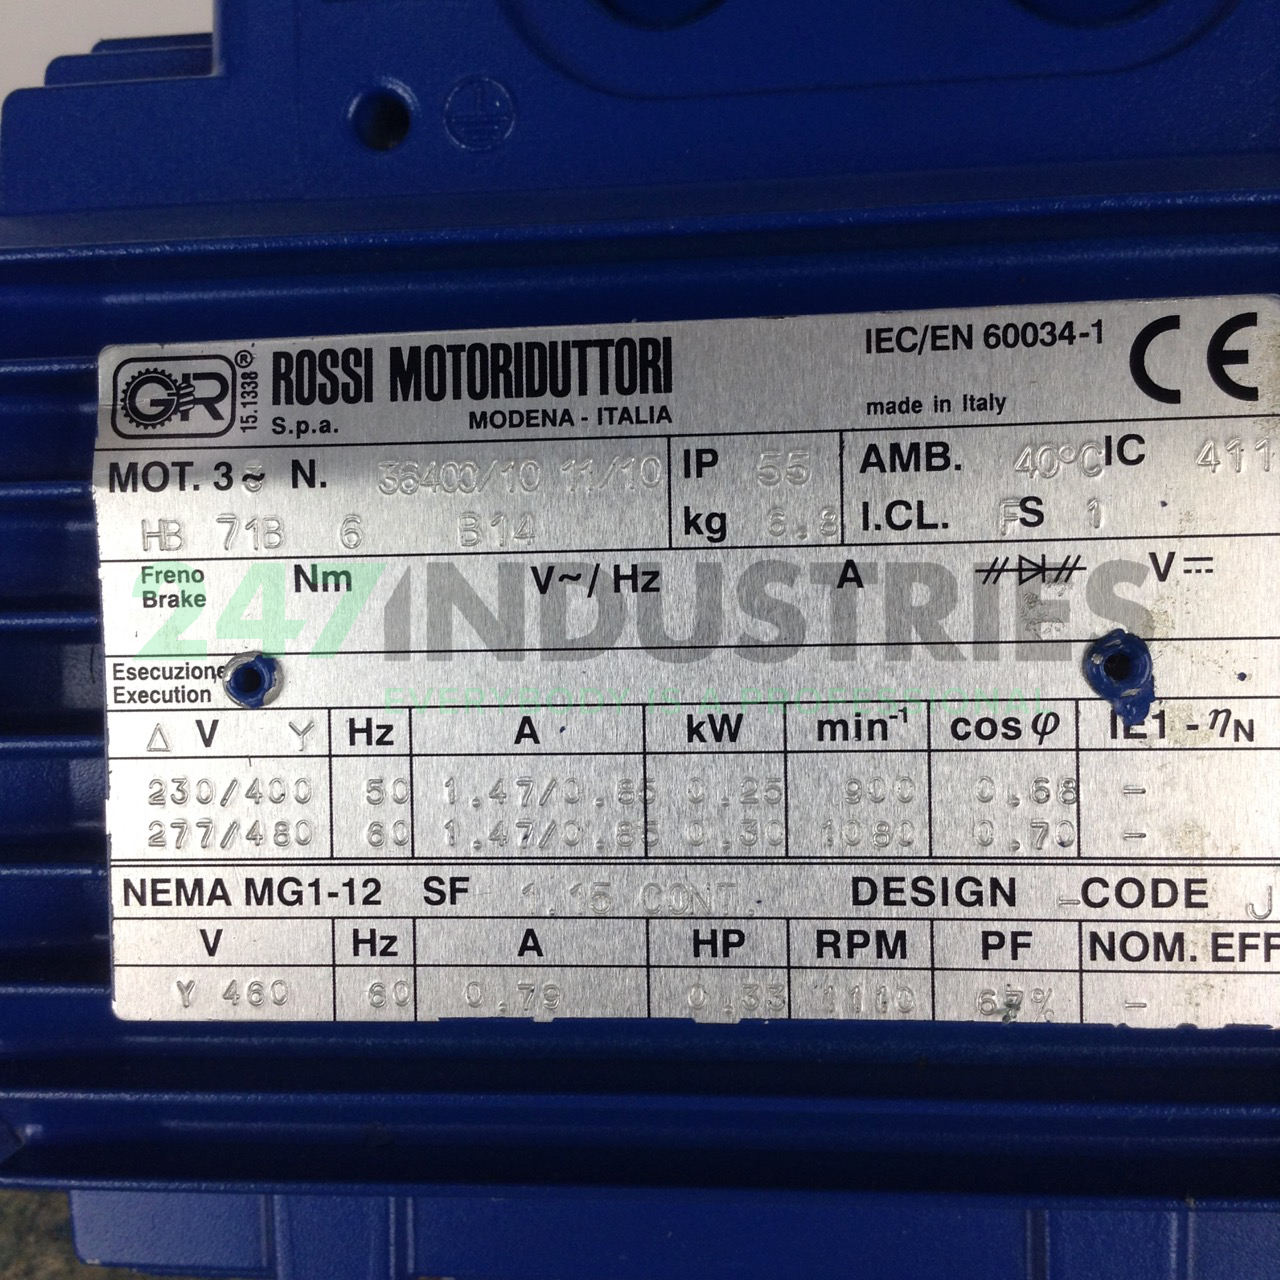 GR ® 15.1338 ROSSI MOTORIDUTTORI
S.p.a. MODENA - ITALIA
IEC/EN 60034-1 CE
made in Italy
MOT. 3~ N. 36400/10 11/10
HB 71B 6 B14
IP 55
kg 6.8
AMB. 40°C IC 411
I.CL. F S 1
Freno Nm V~/ Hz A V
Brake
247 INDUSTRIES
EVERYBODY IS A PROFESSIONAL
Esecuzione
Execution
Δ V Y Hz A kW min-1 cos φ IE1 - ηN
230/400 50 1.47/0.85 0.25 900 0.68 -
277/480 60 1.47/0.85 0.30 1080 0.70 -
NEMA MG1-12 SF 1.15 CONT. DESIGN - CODE J
V Hz A HP RPM PF NOM. EFF
Y 460 60 0.79 0.33 1110 67% -